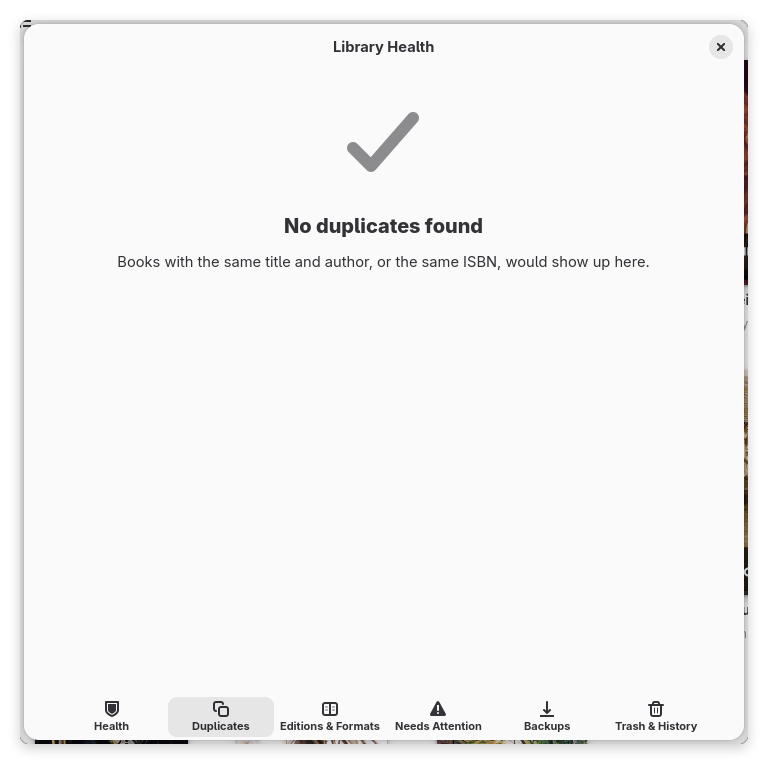 Library Health
No duplicates found
Books with the same title and author, or the same ISBN, would show up here.
Health
Duplicates
Editions & Formats
Needs Attention
Backups
Trash & History